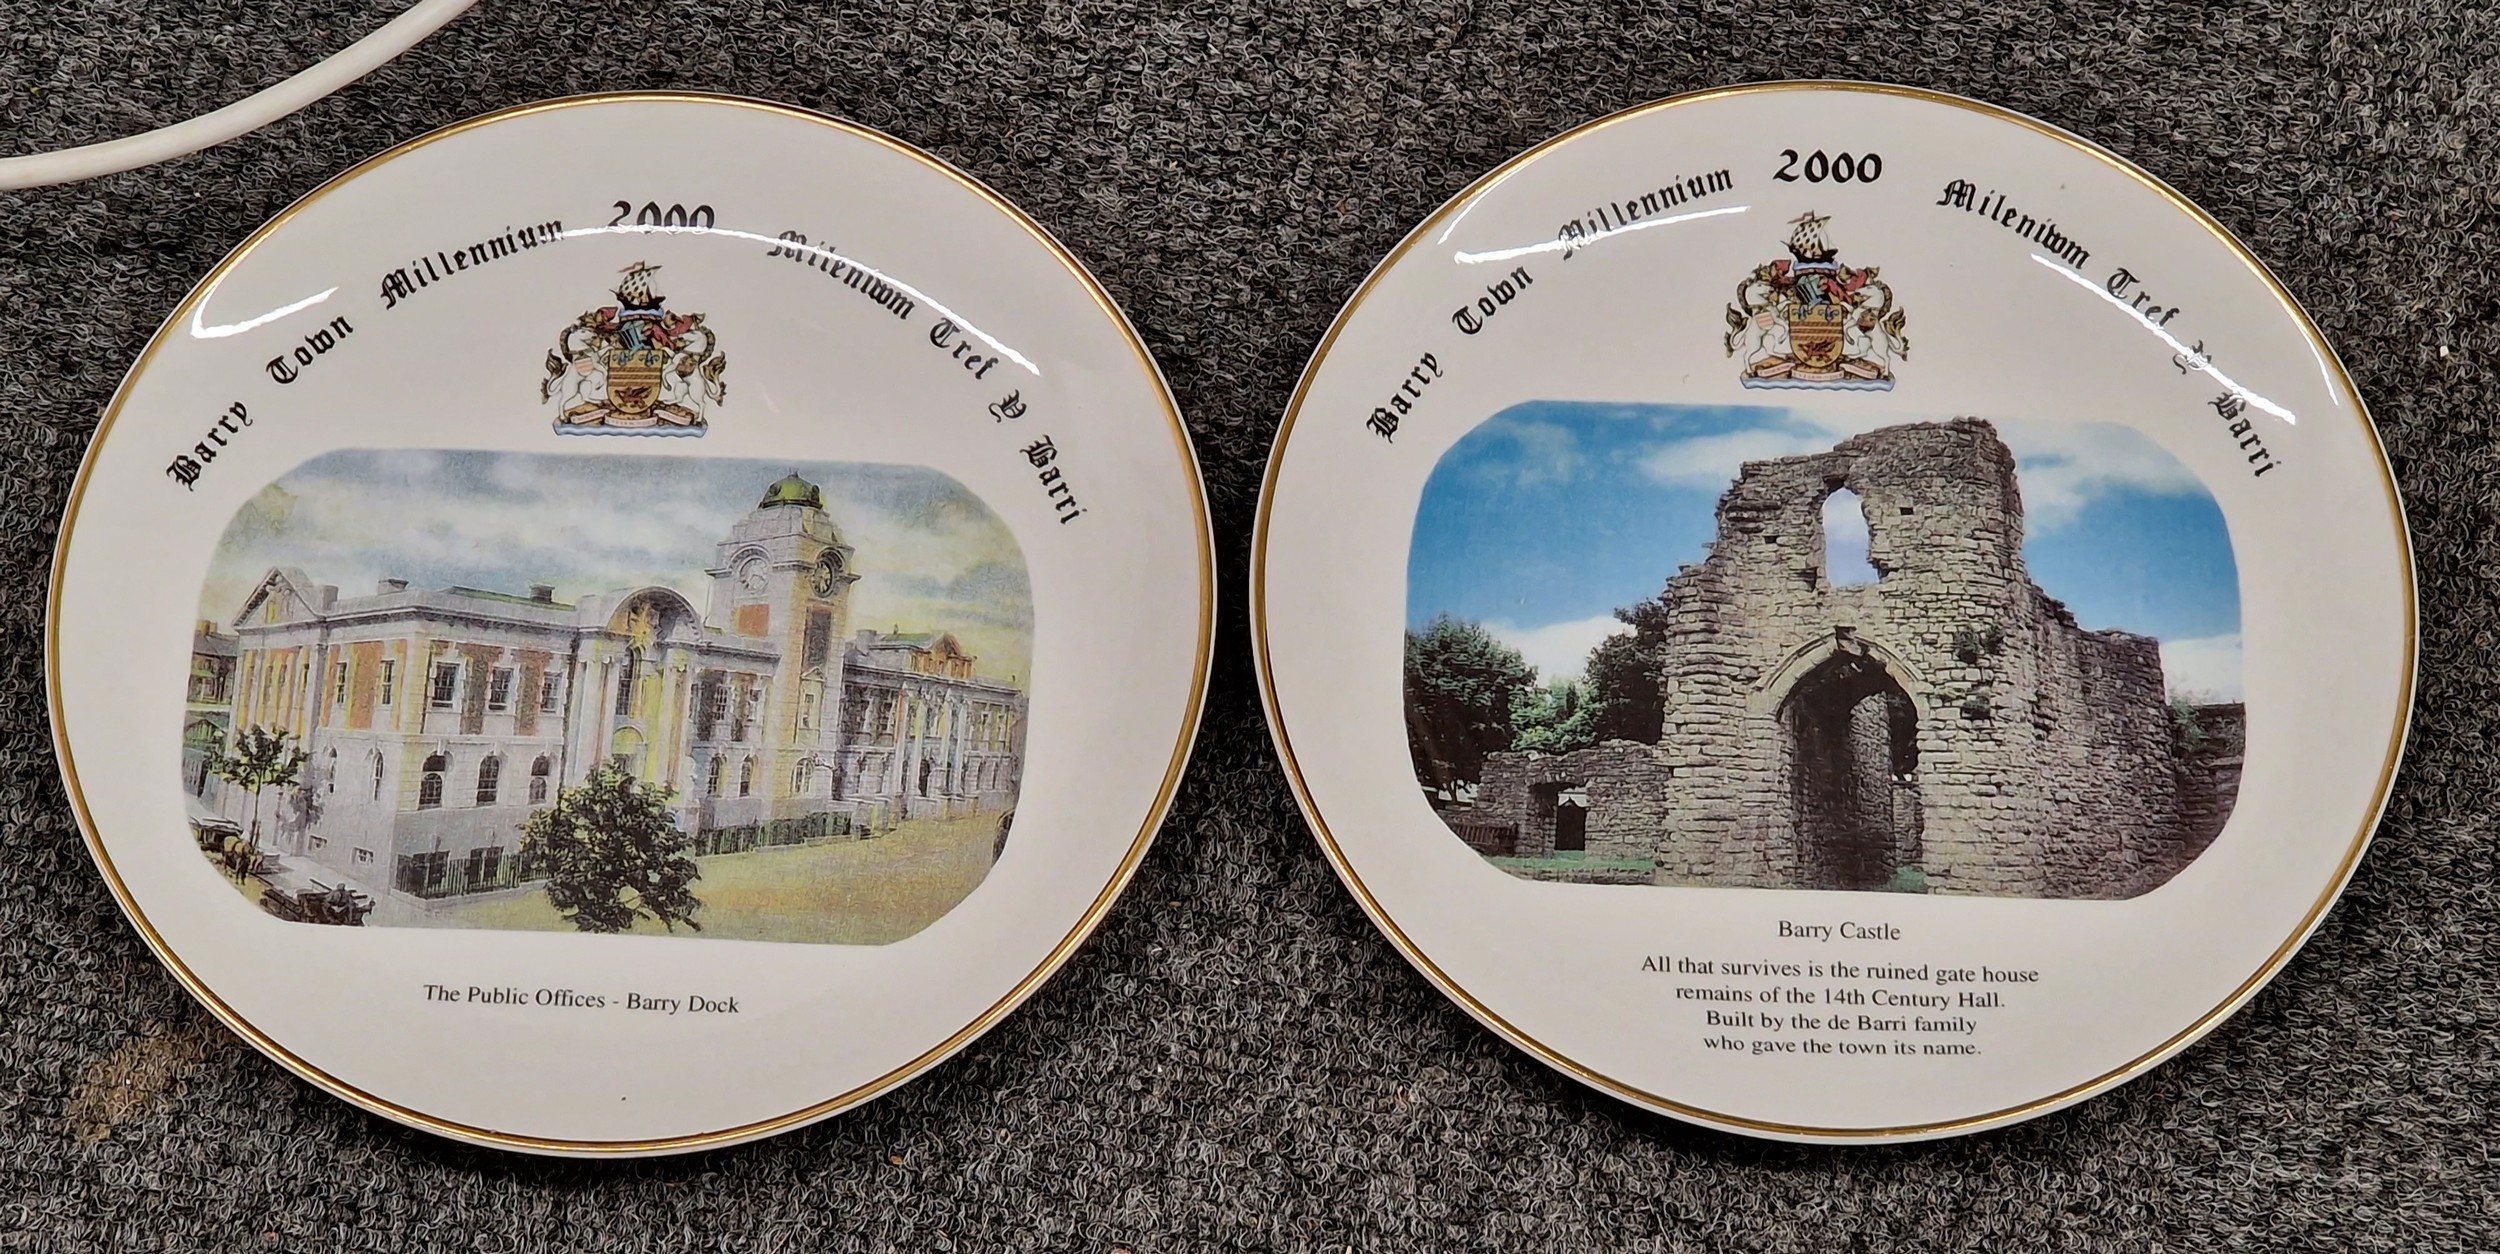 Barry Town Millennium 2000 Mileniwm Tref Y Barri
The Public Offices - Barry Dock
Barry Town Millennium 2000 Mileniwm Tref Y Barri
Barry Castle
All that survives is the ruined gate house
remains of the 14th Century Hall.
Built by the de Barri family
who gave the town its name.